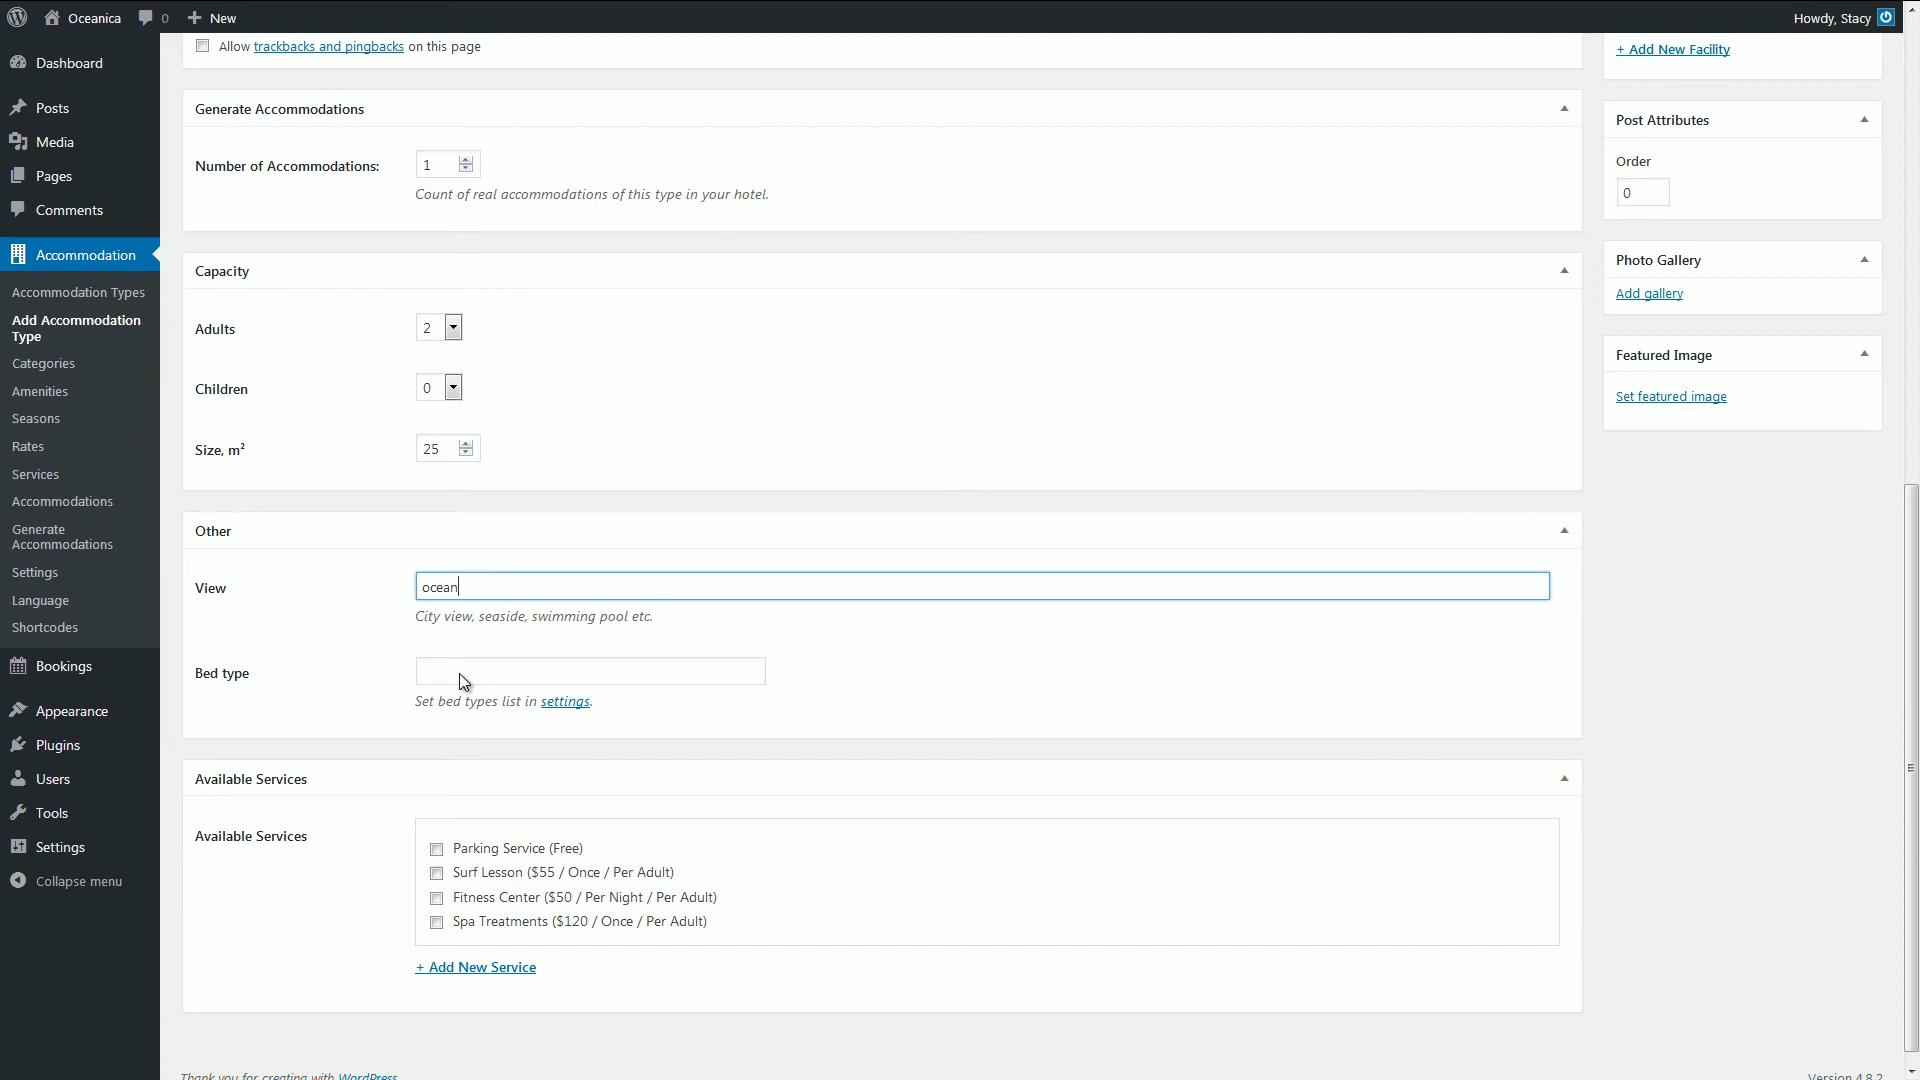 Oceanica
0
New
Howdy, Stacy
Dashboard
Posts
Media
Pages
Comments
Accommodation
Accommodation Types
Add Accommodation
Type
Categories
Amenities
Seasons
Rates
Services
Accommodations
Generate
Accommodations
Settings
Language
Shortcodes
Bookings
Appearance
Plugins
Users
Tools
Settings
Collapse menu
Allow trackbacks and pingbacks on this page
Generate Accommodations
Number of Accommodations:
1
Count of real accommodations of this type in your hotel.
Capacity
Adults
2
Children
0
Size, m²
25
Other
View
ocean
City view, seaside, swimming pool etc.
Bed type
Set bed types list in settings.
Available Services
Available Services
Parking Service (Free)
Surf Lesson ($55 / Once / Per Adult)
Fitness Center ($50 / Per Night / Per Adult)
Spa Treatments ($120 / Once / Per Adult)
+ Add New Service
+ Add New Facility
Post Attributes
Order
0
Photo Gallery
Add gallery
Featured Image
Set featured image
Thank you for creating with WordPress
Version 4.8.2